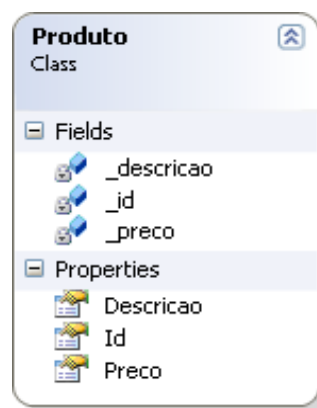 Produto
Class
Fields
_descricao
_id
_preco
Properties
Descricao
Id
Preco